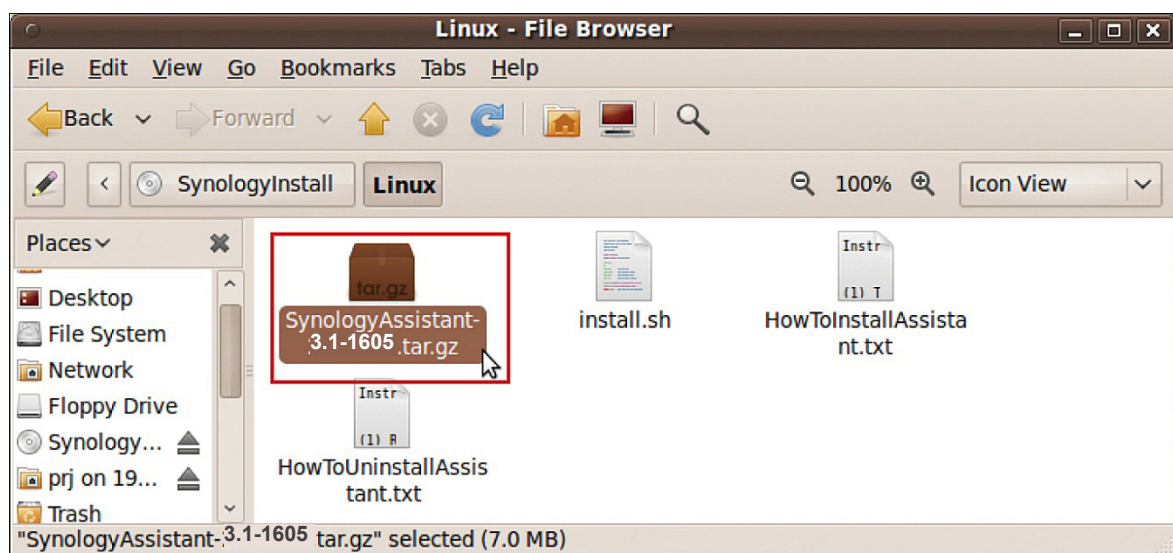 Linux - File Browser
File Edit View Go Bookmarks Tabs Help
Back Forward
SynologyInstall Linux 100% Icon View
Places
Desktop
File System
Network
Floppy Drive
Synology...
prj on 19...
Trash
tar.gz
SynologyAssistant-
3.1-1605.tar.gz
install.sh
Instr
(1) T
HowToInstallAssista
nt.txt
Instr
(1) R
HowToUninstallAssis
tant.txt
"SynologyAssistant-3.1-1605 tar.gz" selected (7.0 MB)